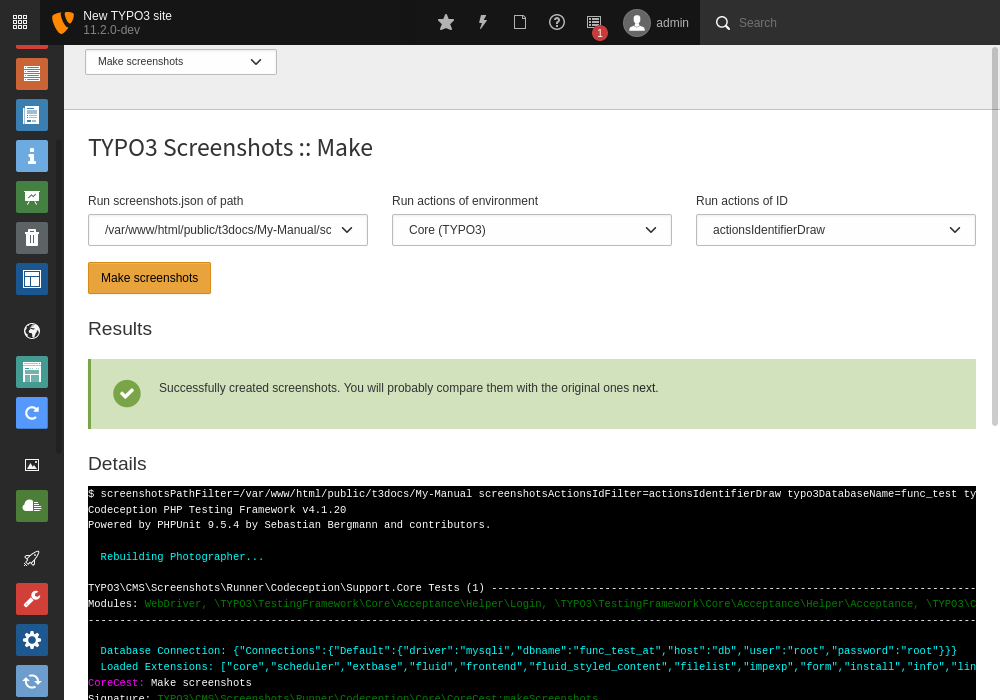 New TYPO3 site
11.2.0-dev
1
admin
Search
Make screenshots
TYPO3 Screenshots :: Make
Run screenshots.json of path
Run actions of environment
Run actions of ID
/var/www/html/public/t3docs/My-Manual/sc
Core (TYPO3)
actionsIdentifierDraw
Make screenshots
Results
Successfully created screenshots. You will probably compare them with the original ones next.
Details
$ screenshotsPathFilter=/var/www/html/public/t3docs/My-Manual screenshotsActionsIdFilter=actionsIdentifierDraw typo3DatabaseName=func_test ty
Codeception PHP Testing Framework v4.1.20
Powered by PHPUnit 9.5.4 by Sebastian Bergmann and contributors.
Rebuilding Photographer...
TYPO3\CMS\Screenshots\Runner\Codeception\Support.Core Tests (1) -----------------------------------------------------------------------------
Modules: WebDriver, \TYPO3\TestingFramework\Core\Acceptance\Helper\Login, \TYPO3\TestingFramework\Core\Acceptance\Helper\Acceptance, \TYPO3\C
---------------------------------------------------------------------------------------------------------------------------------------------
Database Connection: {"Connections":{"Default":{"driver":"mysqli","dbname":"func_test_at","host":"db","user":"root","password":"root"}}}
Loaded Extensions: ["core","scheduler","extbase","fluid","frontend","fluid_styled_content","filelist","impexp","form","install","info","lin
CoreCest: Make screenshots
Signature: TYPO3\CMS\Screenshots\Runner\Codeception\Core\CoreCest:makeScreenshots